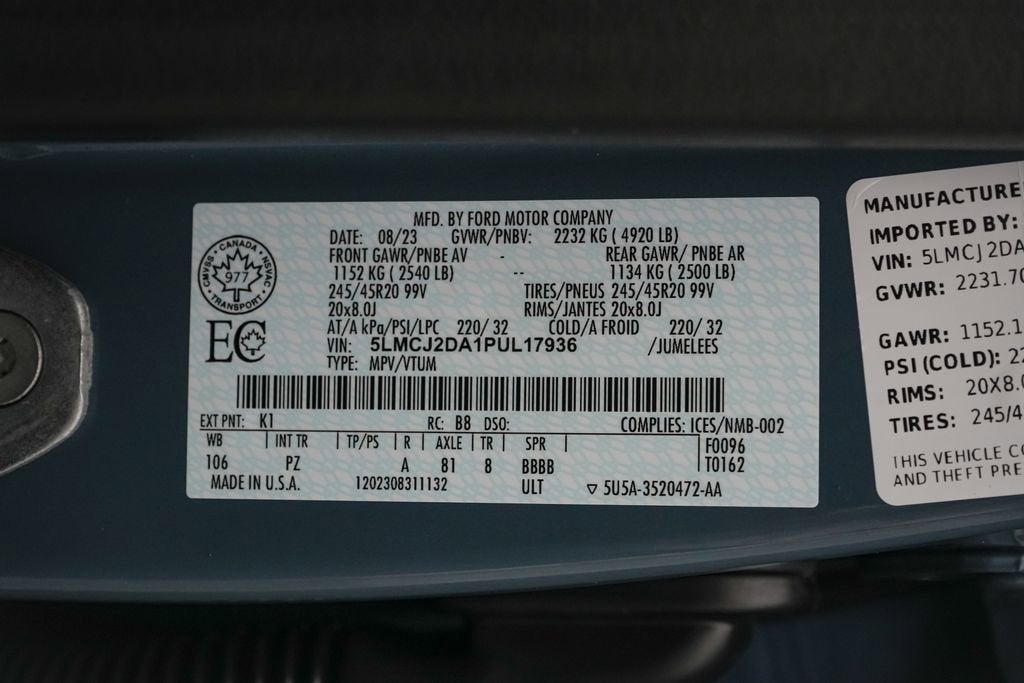 MFD. BY FORD MOTOR COMPANY
DATE: 08/23 GVWR/PNBV: 2232 KG ( 4920 LB)
FRONT GAWR/PNBE AV - REAR GAWR/ PNBE AR
1152 KG ( 2540 LB) -- 1134 KG ( 2500 LB)
245/45R20 99V TIRES/PNEUS 245/45R20 99V
20x8.0J RIMS/JANTES 20x8.0J
AT/A kPa/PSI/LPC 220/ 32 COLD/A FROID 220/ 32
VIN: 5LMCJ2DA1PUL17936 /JUMELEES
TYPE: MPV/VTUM
CANADA
CMVSS • NSVAC
977
TRANSPORT
EC
EXT PNT: K1 RC: B8 DSO: COMPLIES: ICES/NMB-002
WB INT TR TP/PS R AXLE TR SPR F0096
106 PZ A 81 8 BBBB T0162
MADE IN U.S.A. 1202308311132 ULT ▽ 5U5A-3520472-AA
MANUFACTURE
IMPORTED BY:
VIN: 5LMCJ2DA
GVWR: 2231.70
GAWR: 1152.1
PSI (COLD): 22
RIMS: 20X8.0
TIRES: 245/4
THIS VEHICLE CO
AND THEFT PRE